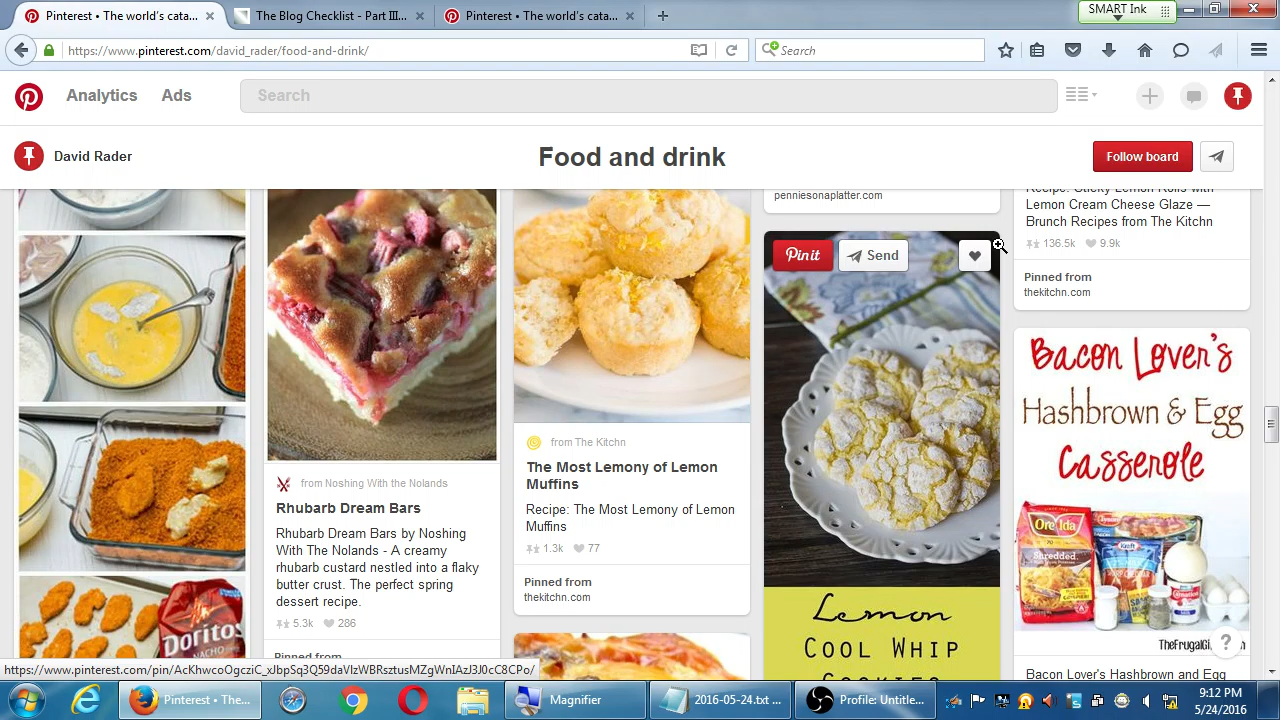 Pinterest • The world's cata...
The Blog Checklist - Part III...
Pinterest • The world's cata...
SMART Ink
https://www.pinterest.com/david_rader/food-and-drink/
Search
Analytics
Ads
Search
David Rader
Food and drink
Follow board
penniesonaplatter.com
Recipe: Sticky Lemon Rolls with
Lemon Cream Cheese Glaze —
Brunch Recipes from The Kitchn
136.5k 9.9k
Pinned from
thekitchn.com
Pin it
Send
Bacon Lover's
Hashbrown & Egg
Casserole
Ore Ida
Shredded
Kraft
TheFrugalGi
Bacon Lover's Hashbrown and Egg
from The Kitchn
The Most Lemony of Lemon
Muffins
Recipe: The Most Lemony of Lemon
Muffins
1.3k 77
Pinned from
thekitchn.com
from Noshing With the Nolands
Rhubarb Dream Bars
Rhubarb Dream Bars by Noshing
With The Nolands - A creamy
rhubarb custard nestled into a flaky
butter crust. The perfect spring
dessert recipe.
5.3k 286
Pinned from
Doritos
NACHO
Lemon
COOL WHIP
COOKIES
?
https://www.pinterest.com/pin/AcKhwcoOgcziC_xJbpSq3Q59daVIzWBRsztusMZgWnIAzJ3J0cC8CPo/
Pinterest • The...
Magnifier
2016-05-24.txt ...
Profile: Untitle...
9:12 PM
5/24/2016